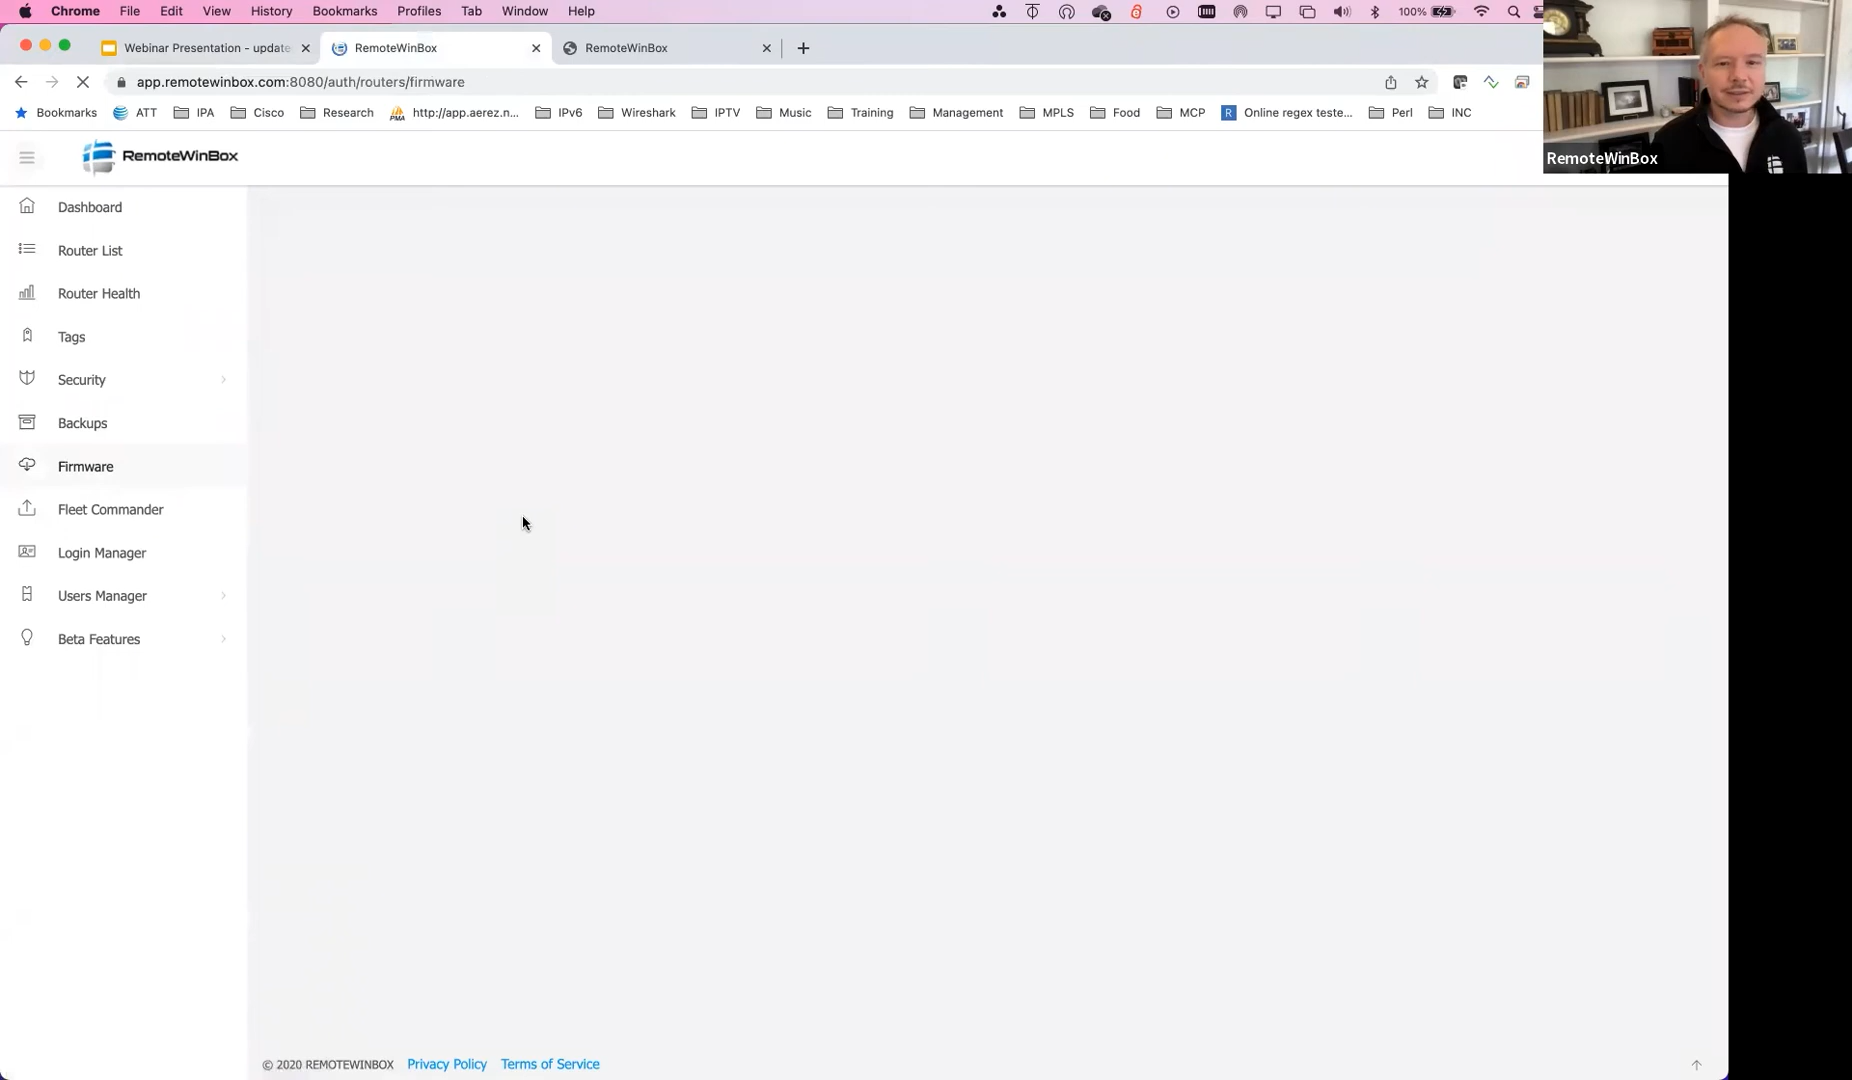 Chrome File Edit View History Bookmarks Profiles Tab Window Help 100%
Webinar Presentation - update RemoteWinBox RemoteWinBox
app.remotewinbox.com:8080/auth/routers/firmware
Bookmarks ATT IPA Cisco Research http://app.aerez.n... IPv6 Wireshark IPTV Music Training Management MPLS Food MCP R Online regex teste... Perl INC
RemoteWinBox
RemoteWinBox
Dashboard
Router List
Router Health
Tags
Security
Backups
Firmware
Fleet Commander
Login Manager
Users Manager
Beta Features
© 2020 REMOTEWINBOX Privacy Policy Terms of Service